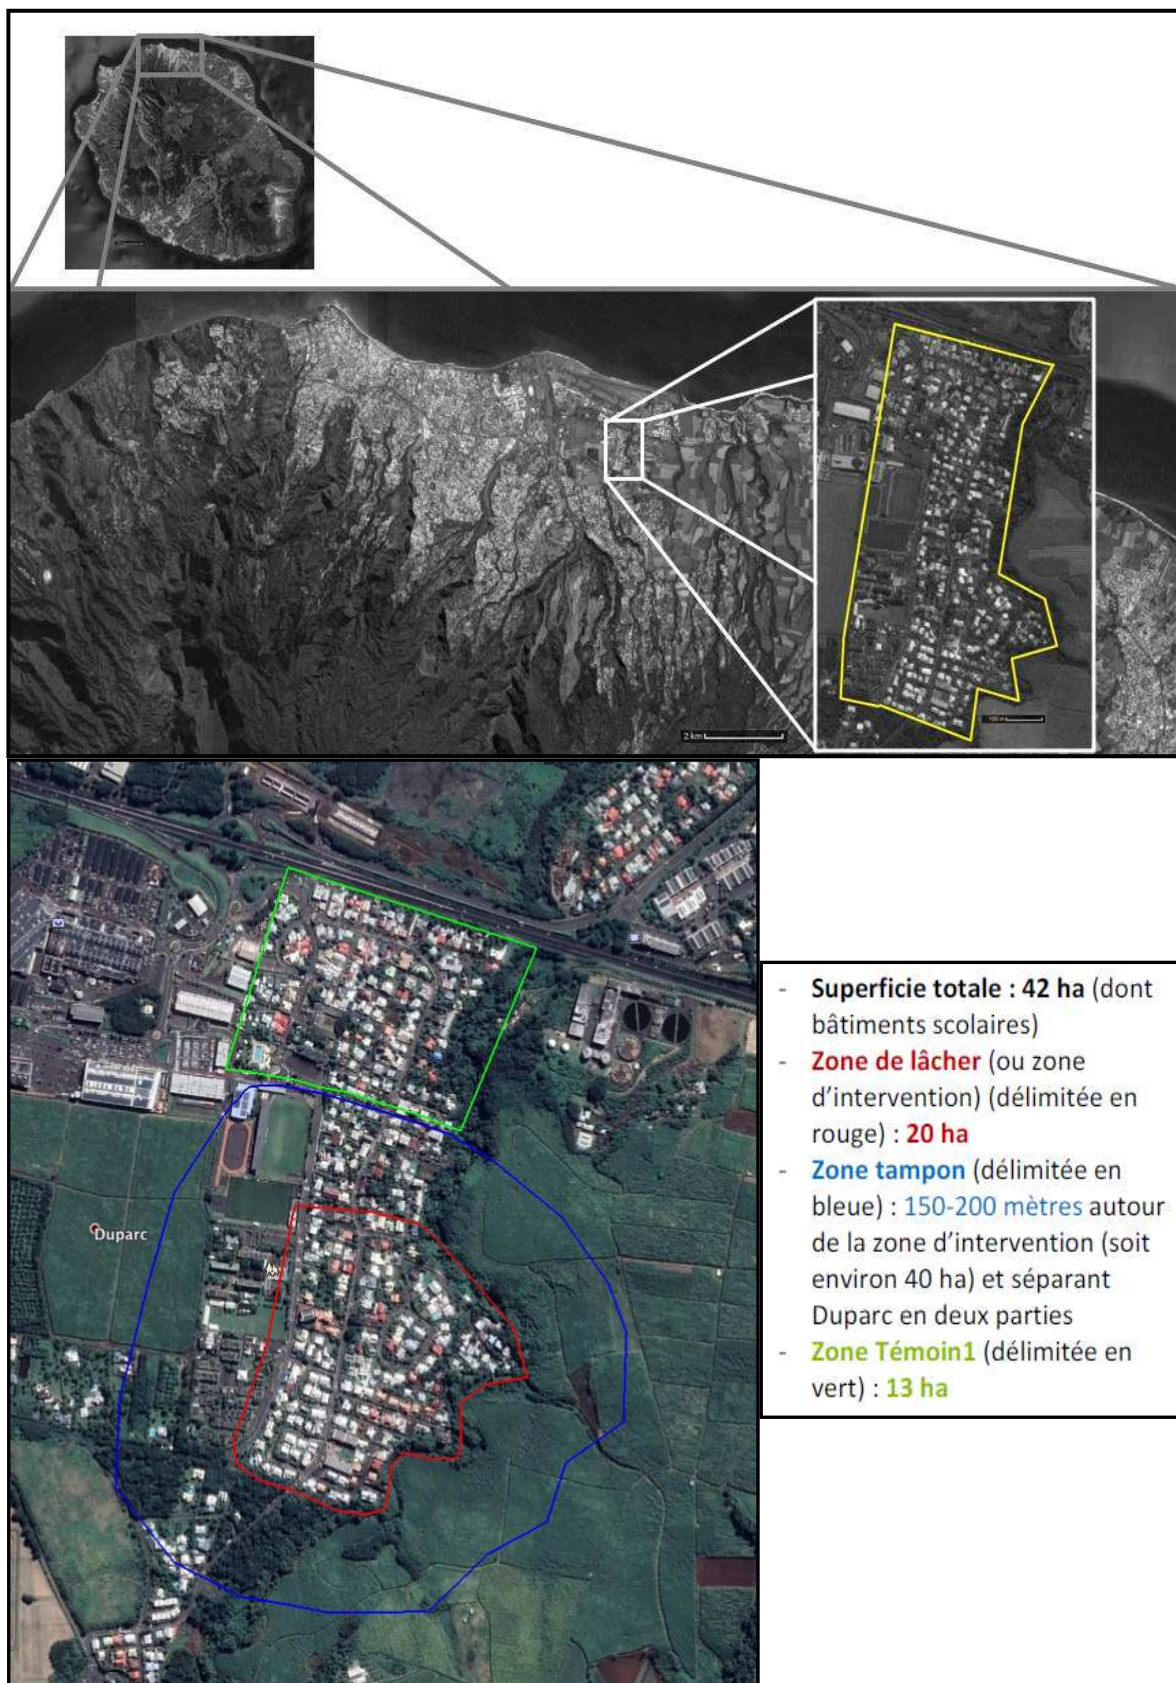 2 km
100 m
Duparc
- Superficie totale : 42 ha (dont
bâtiments scolaires)
- Zone de lâcher (ou zone
d'intervention) (délimitée en
rouge) : 20 ha
- Zone tampon (délimitée en
bleue) : 150-200 mètres autour
de la zone d'intervention (soit
environ 40 ha) et séparant
Duparc en deux parties
- Zone Témoin1 (délimitée en
vert) : 13 ha